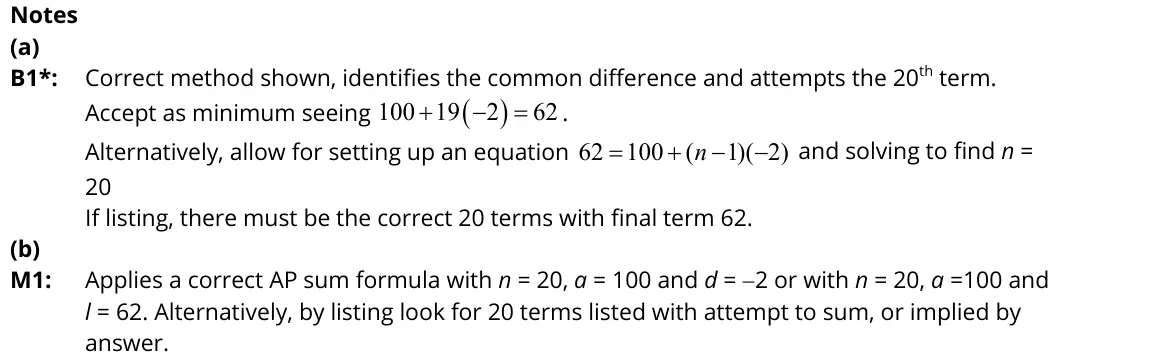 Notes
(a)
B1*: Correct method shown, identifies the common difference and attempts the 20th term.
Accept as minimum seeing 100+19(−2)=62.
Alternatively, allow for setting up an equation 62=100+(n−1)(−2) and solving to find n =
20
If listing, there must be the correct 20 terms with final term 62.
(b)
M1: Applies a correct AP sum formula with n = 20, a = 100 and d = –2 or with n = 20, a =100 and
l = 62. Alternatively, by listing look for 20 terms listed with attempt to sum, or implied by
answer.